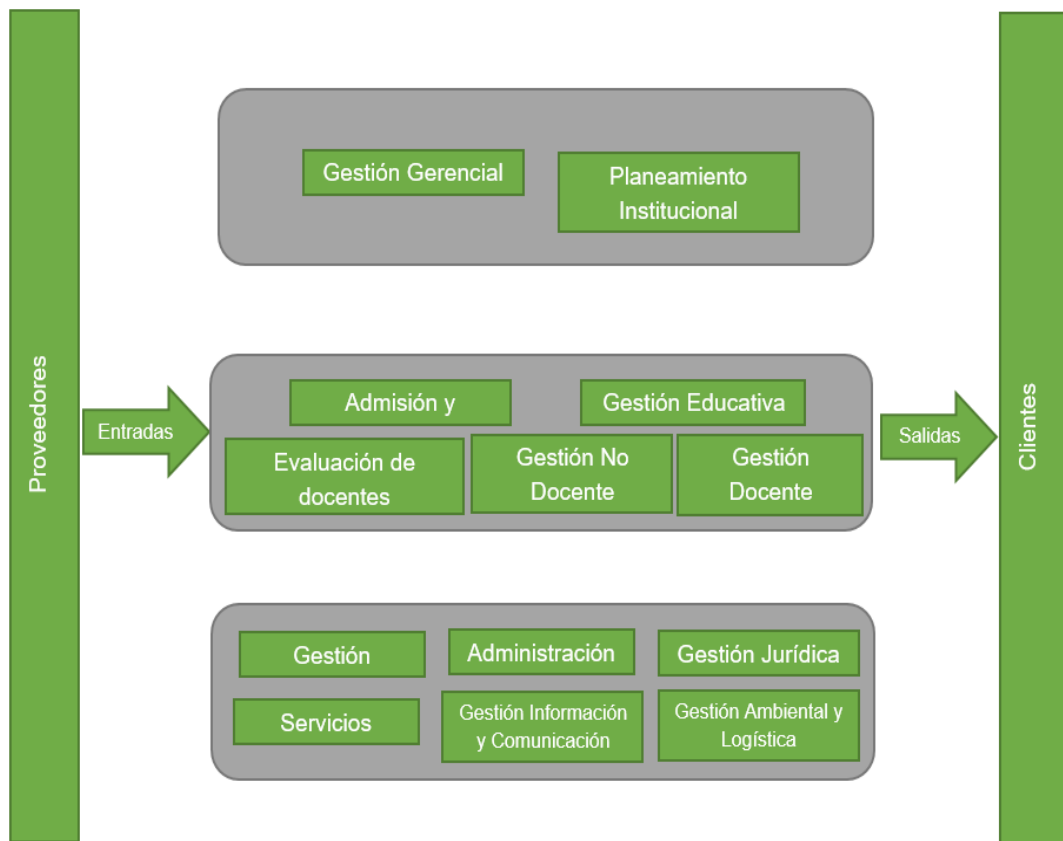 Proveedores
Entradas
Gestión Gerencial
Planeamiento
Institucional
Admisión y
Gestión Educativa
Evaluación de
docentes
Gestión No
Docente
Gestión
Docente
Gestión
Administración
Gestión Jurídica
Servicios
Gestión Información
y Comunicación
Gestión Ambiental y
Logística
Salidas
Clientes